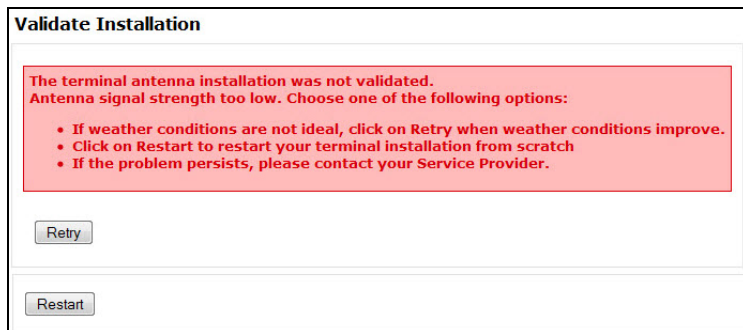 Validate Installation
The terminal antenna installation was not validated.
Antenna signal strength too low. Choose one of the following options:
• If weather conditions are not ideal, click on Retry when weather conditions improve.
• Click on Restart to restart your terminal installation from scratch
• If the problem persists, please contact your Service Provider.
Retry
Restart